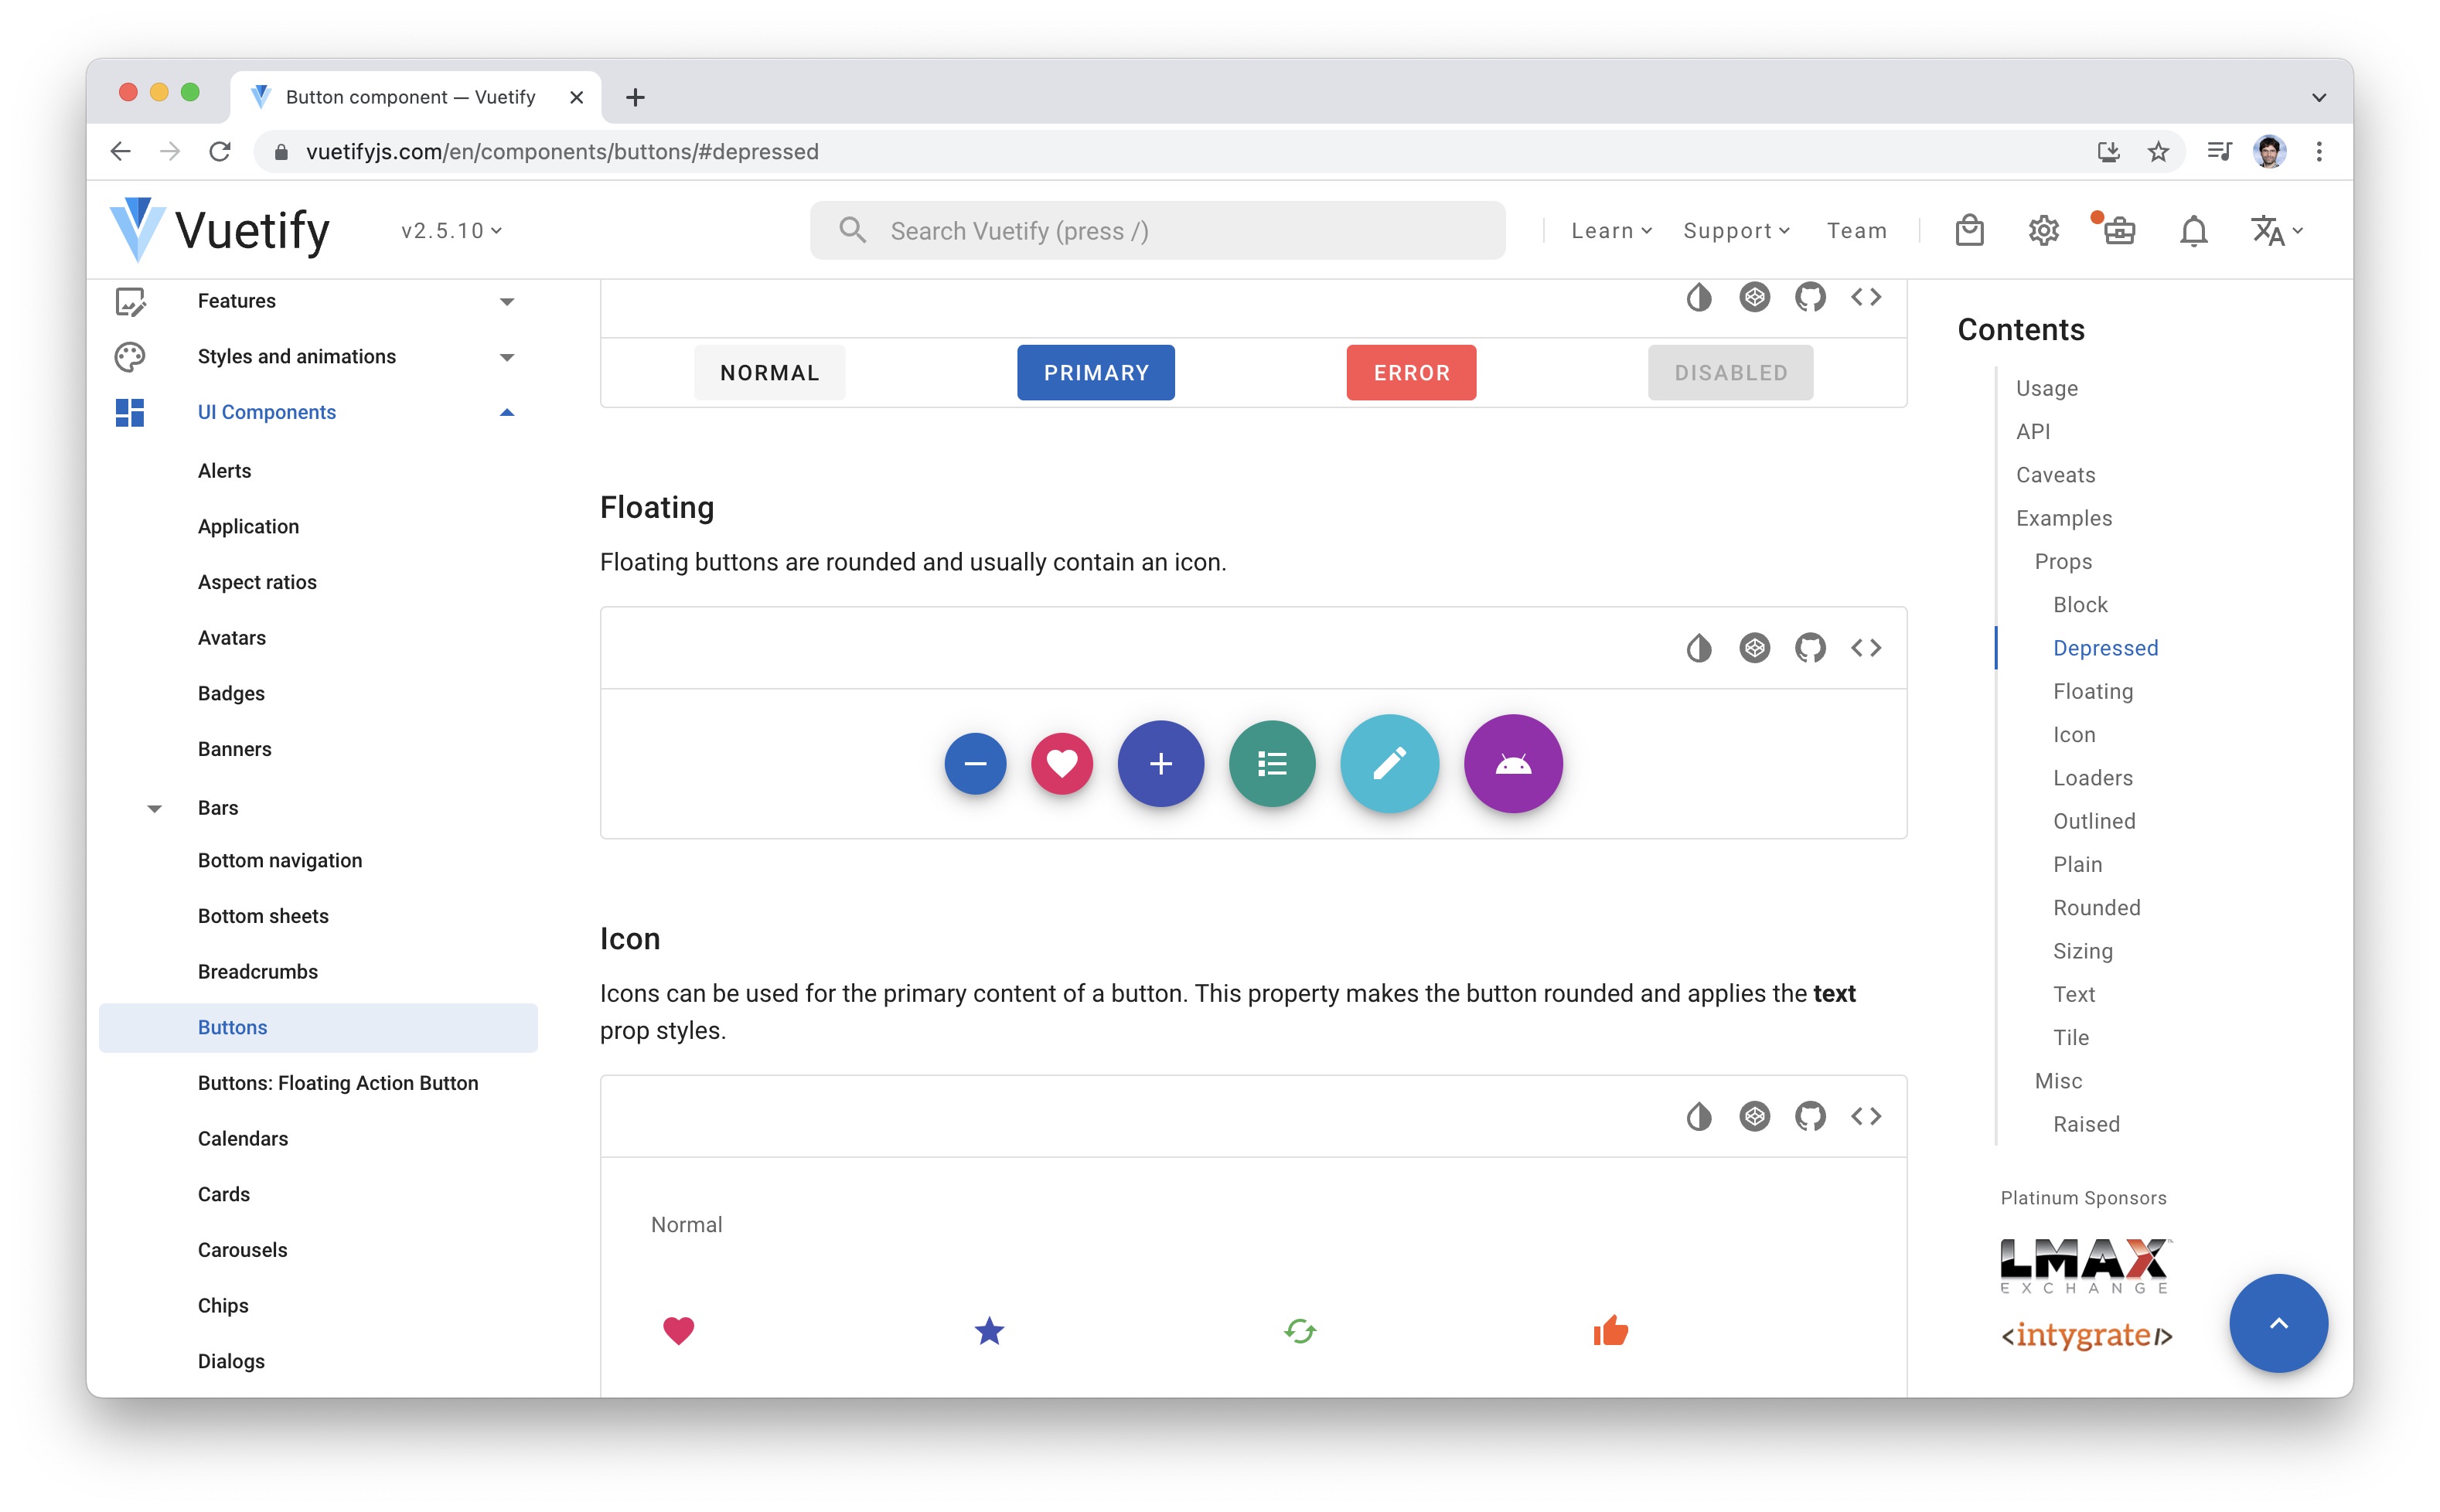 Button component — Vuetify
vuetifyjs.com/en/components/buttons/#depressed
Vuetify
v2.5.10
Search Vuetify (press /)
Learn
Support
Team
Features
Styles and animations
UI Components
Alerts
Application
Aspect ratios
Avatars
Badges
Banners
Bars
Bottom navigation
Bottom sheets
Breadcrumbs
Buttons
Buttons: Floating Action Button
Calendars
Cards
Carousels
Chips
Dialogs
NORMAL
PRIMARY
ERROR
DISABLED
Floating
Floating buttons are rounded and usually contain an icon.
Icon
Icons can be used for the primary content of a button. This property makes the button rounded and applies the text
prop styles.
Normal
Contents
Usage
API
Caveats
Examples
Props
Block
Depressed
Floating
Icon
Loaders
Outlined
Plain
Rounded
Sizing
Text
Tile
Misc
Raised
Platinum Sponsors
LMAX
EXCHANGE
<intygrate/>